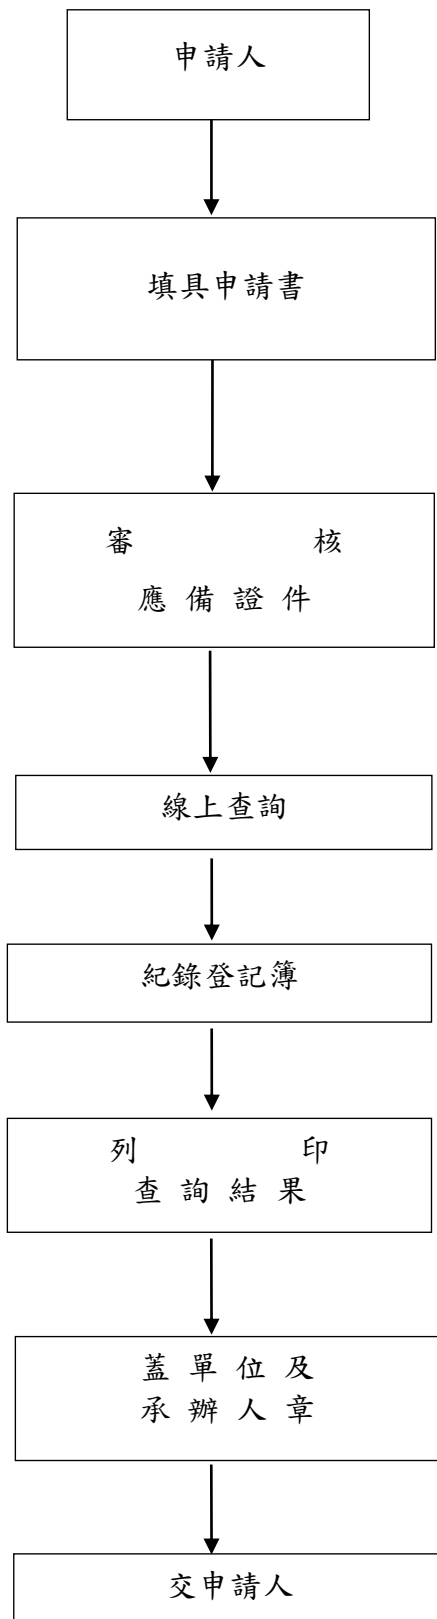 申請人
填具申請書
審 核
應 備 證 件
線上查詢
紀錄登記簿
列 印
查 詢 結 果
蓋 單 位 及
承 辦 人 章
交申請人